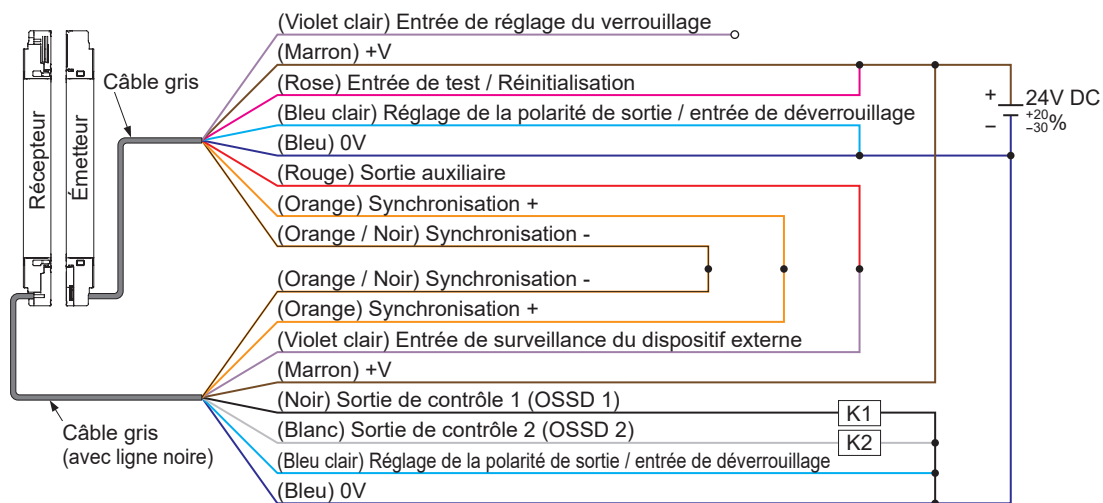 (Violet clair) Entrée de réglage du verrouillage
(Marron) +V
Câble gris
(Rose) Entrée de test / Réinitialisation
(Bleu clair) Réglage de la polarité de sortie / entrée de déverrouillage
+
24V DC
+20
−30%
−
(Bleu) 0V
Récepteur
Émetteur
(Rouge) Sortie auxiliaire
(Orange) Synchronisation +
(Orange / Noir) Synchronisation -
(Orange / Noir) Synchronisation -
(Orange) Synchronisation +
(Violet clair) Entrée de surveillance du dispositif externe
(Marron) +V
(Noir) Sortie de contrôle 1 (OSSD 1)
K1
(Blanc) Sortie de contrôle 2 (OSSD 2)
K2
Câble gris
(avec ligne noire)
(Bleu clair) Réglage de la polarité de sortie / entrée de déverrouillage
(Bleu) 0V